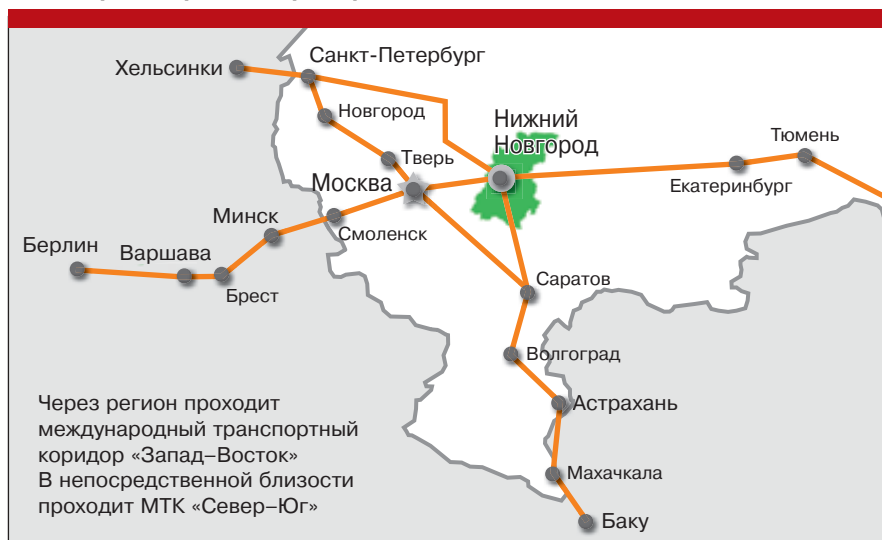 Санкт-Петербург
Хельсинки
Новгород
Нижний
Новгород
Тверь
Тюмень
Москва
Екатеринбург
Минск
Смоленск
Берлин
Варшава
Брест
Саратов
Волгоград
Астрахань
Махачкала
Баку
Через регион проходит
международный транспортный
коридор «Запад–Восток»
В непосредственной близости
проходит МТК «Север–Юг»